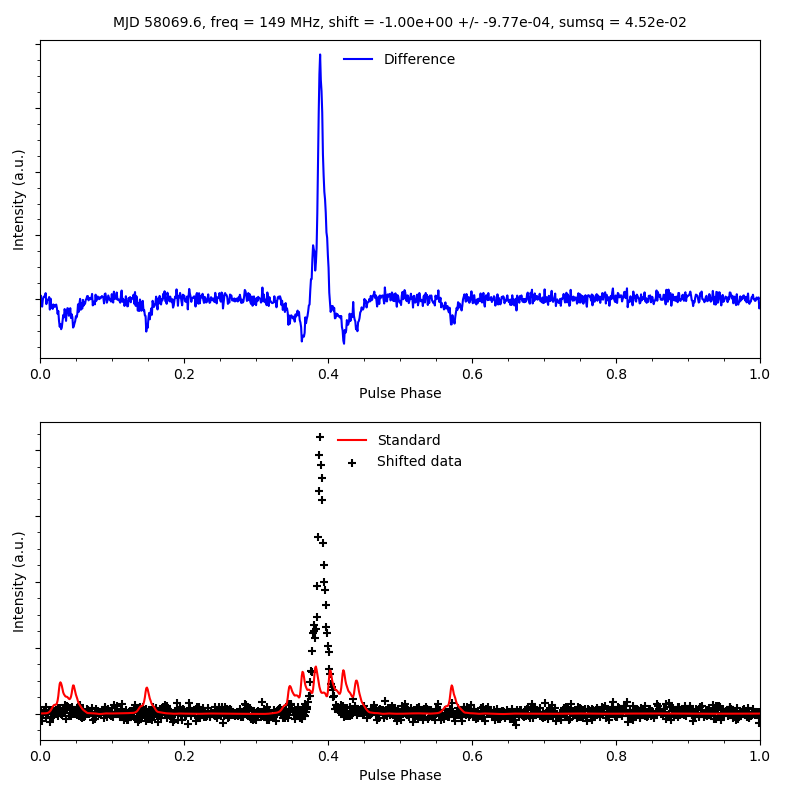 MJD 58069.6, freq = 149 MHz, shift = -1.00e+00 +/- -9.77e-04, sumsq = 4.52e-02
Difference
Intensity (a.u.)
0.0 0.2 0.4 0.6 0.8 1.0
Pulse Phase
Standard
Shifted data
Intensity (a.u.)
0.0 0.2 0.4 0.6 0.8 1.0
Pulse Phase